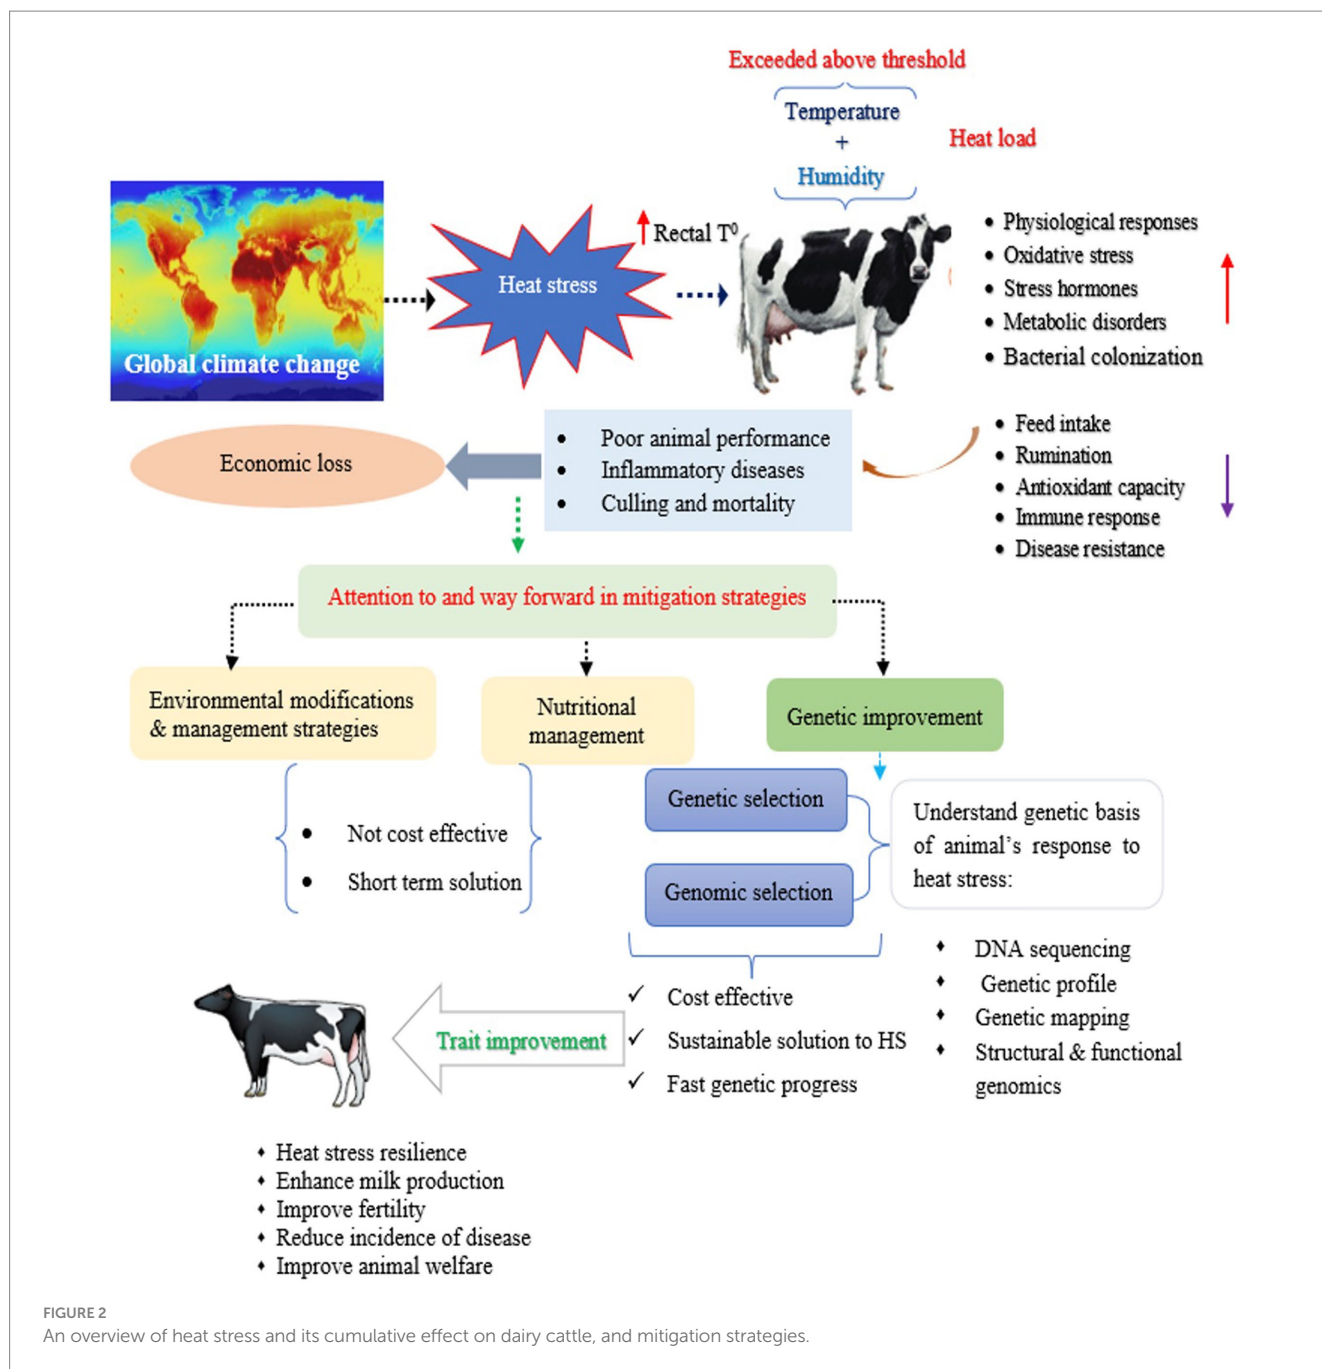 Exceeded above threshold
Temperature
+
Humidity
Heat load
Global climate change
Heat stress
Rectal T⁰
• Physiological responses
• Oxidative stress
• Stress hormones
• Metabolic disorders
• Bacterial colonization
• Feed intake
• Rumination
• Antioxidant capacity
• Immune response
• Disease resistance
• Poor animal performance
• Inflammatory diseases
• Culling and mortality
Economic loss
Attention to and way forward in mitigation strategies
Environmental modifications
& management strategies
Nutritional
management
Genetic improvement
• Not cost effective
• Short term solution
Genetic selection
Genomic selection
Understand genetic basis
of animal’s response to
heat stress:
♦ DNA sequencing
♦ Genetic profile
♦ Genetic mapping
♦ Structural & functional
genomics
✓ Cost effective
✓ Sustainable solution to HS
✓ Fast genetic progress
Trait improvement
♦ Heat stress resilience
♦ Enhance milk production
♦ Improve fertility
♦ Reduce incidence of disease
♦ Improve animal welfare
FIGURE 2
An overview of heat stress and its cumulative effect on dairy cattle, and mitigation strategies.